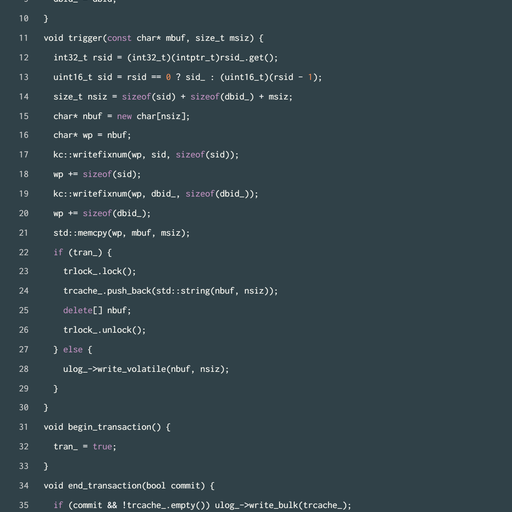 10 }
11 void trigger(const char* mbuf, size_t msiz) {
12 int32_t rsid = (int32_t)(intptr_t)rsid_.get();
13 uint16_t sid = rsid == 0 ? sid_ : (uint16_t)(rsid - 1);
14 size_t nsiz = sizeof(sid) + sizeof(dbid_) + msiz;
15 char* nbuf = new char[nsiz];
16 char* wp = nbuf;
17 kc::writefixnum(wp, sid, sizeof(sid));
18 wp += sizeof(sid);
19 kc::writefixnum(wp, dbid_, sizeof(dbid_));
20 wp += sizeof(dbid_);
21 std::memcpy(wp, mbuf, msiz);
22 if (tran_) {
23 trlock_.lock();
24 trcache_.push_back(std::string(nbuf, nsiz));
25 delete[] nbuf;
26 trlock_.unlock();
27 } else {
28 ulog_->write_volatile(nbuf, nsiz);
29 }
30 }
31 void begin_transaction() {
32 tran_ = true;
33 }
34 void end_transaction(bool commit) {
35 if (commit && !trcache_.empty()) ulog_->write_bulk(trcache_);